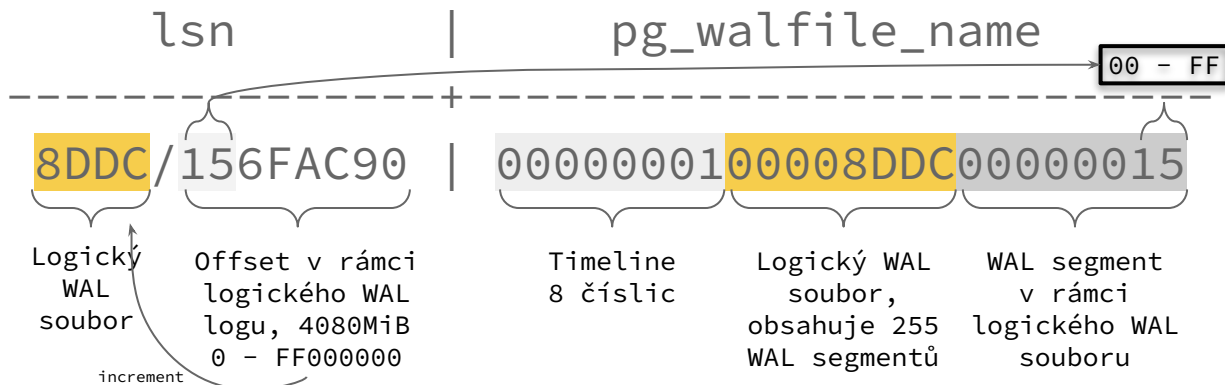 lsn | pg_walfile_name
00 - FF
8DDC/156FAC90 | 0000000100008DDC00000015
Logický
WAL
soubor
Offset v rámci
logického WAL
logu, 4080MiB
0 - FF000000
Timeline
8 číslic
Logický WAL
soubor,
obsahuje 255
WAL segmentů
WAL segment
v rámci
logického WAL
souboru
increment